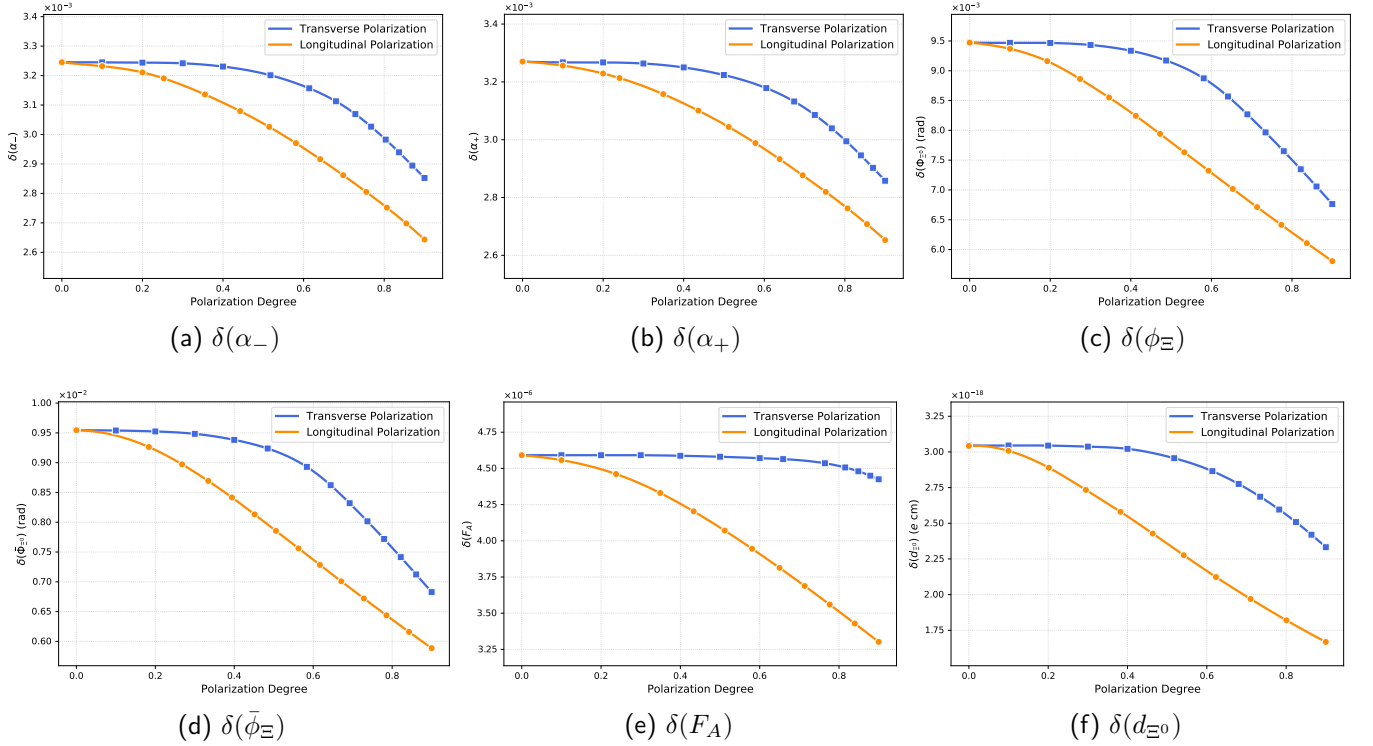 ×10⁻³
3.4
3.3
3.2
3.1
3.0
2.9
2.8
2.7
2.6
δ(α₋)
Transverse Polarization
Longitudinal Polarization
0.0 0.2 0.4 0.6 0.8
Polarization Degree
(a) δ(α₋)
×10⁻³
3.4
3.2
3.0
2.8
2.6
δ(α₊)
Transverse Polarization
Longitudinal Polarization
0.0 0.2 0.4 0.6 0.8
Polarization Degree
(b) δ(α₊)
×10⁻³
9.5
9.0
8.5
8.0
7.5
7.0
6.5
6.0
δ(Φ_Ξ⁰) (rad)
Transverse Polarization
Longitudinal Polarization
0.0 0.2 0.4 0.6 0.8
Polarization Degree
(c) δ(ϕ_Ξ)
×10⁻²
1.00
0.95
0.90
0.85
0.80
0.75
0.70
0.65
0.60
δ(Φ̄_Ξ⁰) (rad)
Transverse Polarization
Longitudinal Polarization
0.0 0.2 0.4 0.6 0.8
Polarization Degree
(d) δ(ϕ̄_Ξ)
×10⁻⁶
4.75
4.50
4.25
4.00
3.75
3.50
3.25
δ(F_A)
Transverse Polarization
Longitudinal Polarization
0.0 0.2 0.4 0.6 0.8
Polarization Degree
(e) δ(F_A)
×10⁻¹⁸
3.25
3.00
2.75
2.50
2.25
2.00
1.75
δ(d_Ξ⁰) (e cm)
Transverse Polarization
Longitudinal Polarization
0.0 0.2 0.4 0.6 0.8
Polarization Degree
(f) δ(d_Ξ⁰)